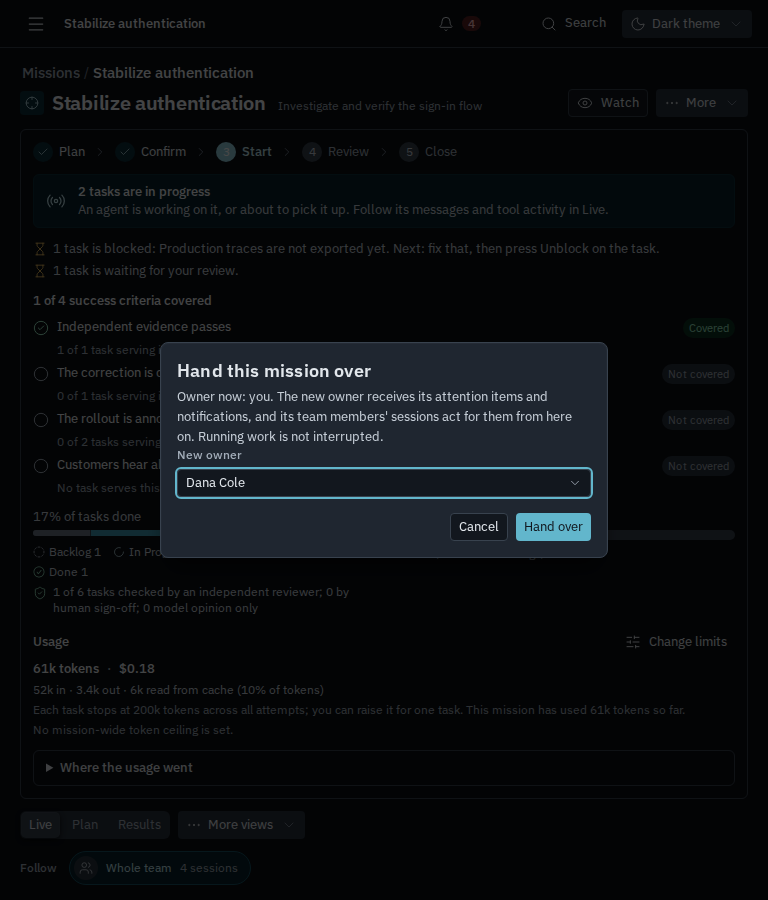 Stabilize authentication
4
Search
Dark theme
Missions / Stabilize authentication
Stabilize authentication
Investigate and verify the sign-in flow
Watch
More
Plan
Confirm
3 Start
4 Review
5 Close
2 tasks are in progress
An agent is working on it, or about to pick it up. Follow its messages and tool activity in Live.
1 task is blocked: Production traces are not exported yet. Next: fix that, then press Unblock on the task.
1 task is waiting for your review.
1 of 4 success criteria covered
Independent evidence passes
Covered
1 of 1 task serving
The correction is
Not covered
0 of 1 task serving
The rollout is
Not covered
0 of 2 tasks serving
Customers hear
Not covered
No task serves this
Hand this mission over
Owner now: you. The new owner receives its attention items and
notifications, and its team members' sessions act for them from here
on. Running work is not interrupted.
New owner
Dana Cole
Cancel
Hand over
17% of tasks done
Backlog 1
In
Done 1
1 of 6 tasks checked by an independent reviewer; 0 by
human sign-off; 0 model opinion only
Usage
Change limits
61k tokens · $0.18
52k in · 3.4k out · 6k read from cache (10% of tokens)
Each task stops at 200k tokens across all attempts; you can raise it for one task. This mission has used 61k tokens so far.
No mission-wide token ceiling is set.
Where the usage went
Live
Plan
Results
More views
Follow
Whole team 4 sessions